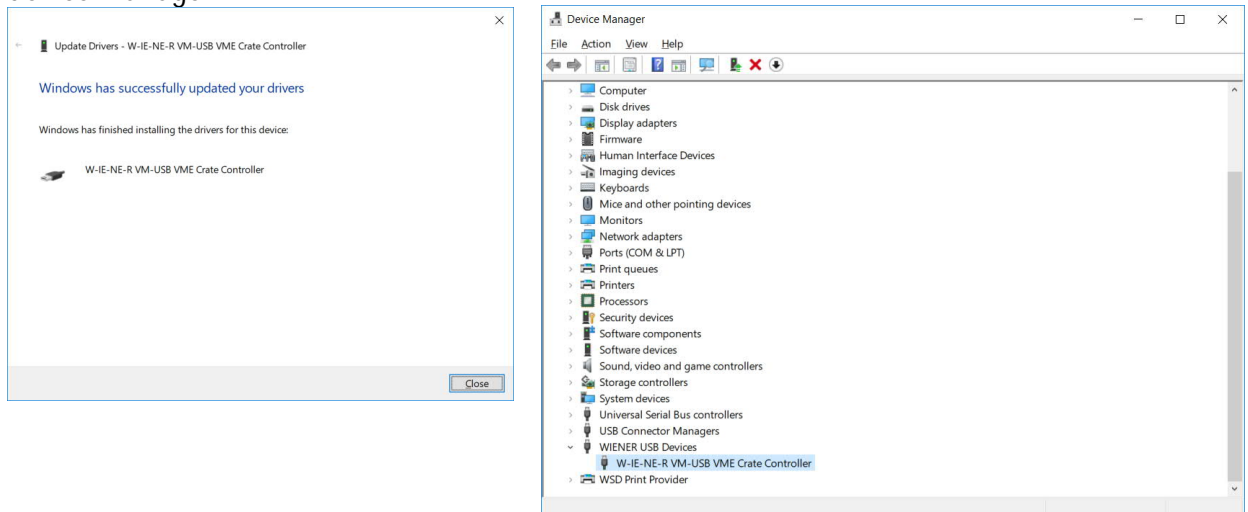 Update Drivers - W-IE-NE-R VM-USB VME Crate Controller
Windows has successfully updated your drivers
Windows has finished installing the drivers for this device:
W-IE-NE-R VM-USB VME Crate Controller
Close
Device Manager
File Action View Help
Computer
Disk drives
Display adapters
Firmware
Human Interface Devices
Imaging devices
Keyboards
Mice and other pointing devices
Monitors
Network adapters
Ports (COM & LPT)
Print queues
Printers
Processors
Security devices
Software components
Software devices
Sound, video and game controllers
Storage controllers
System devices
Universal Serial Bus controllers
USB Connector Managers
WIENER USB Devices
W-IE-NE-R VM-USB VME Crate Controller
WSD Print Provider